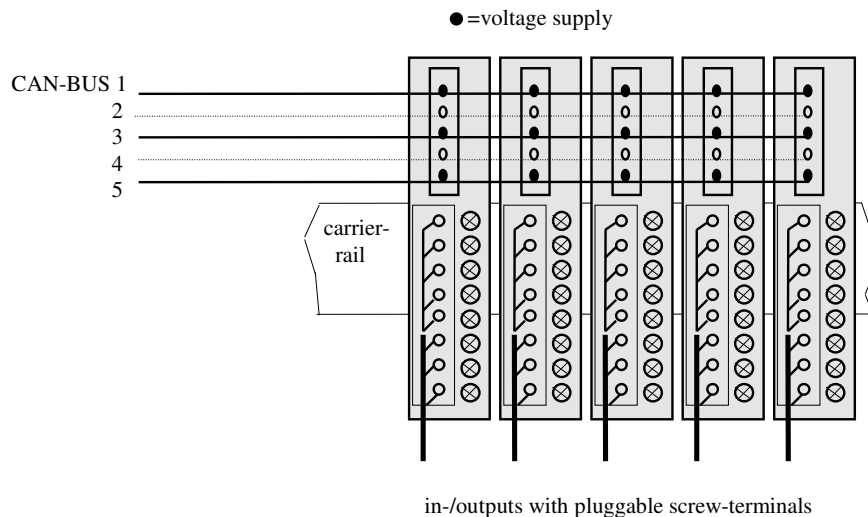 =voltage supply
CAN-BUS 1
2
3
4
5
carrier-
rail
in-/outputs with pluggable screw-terminals